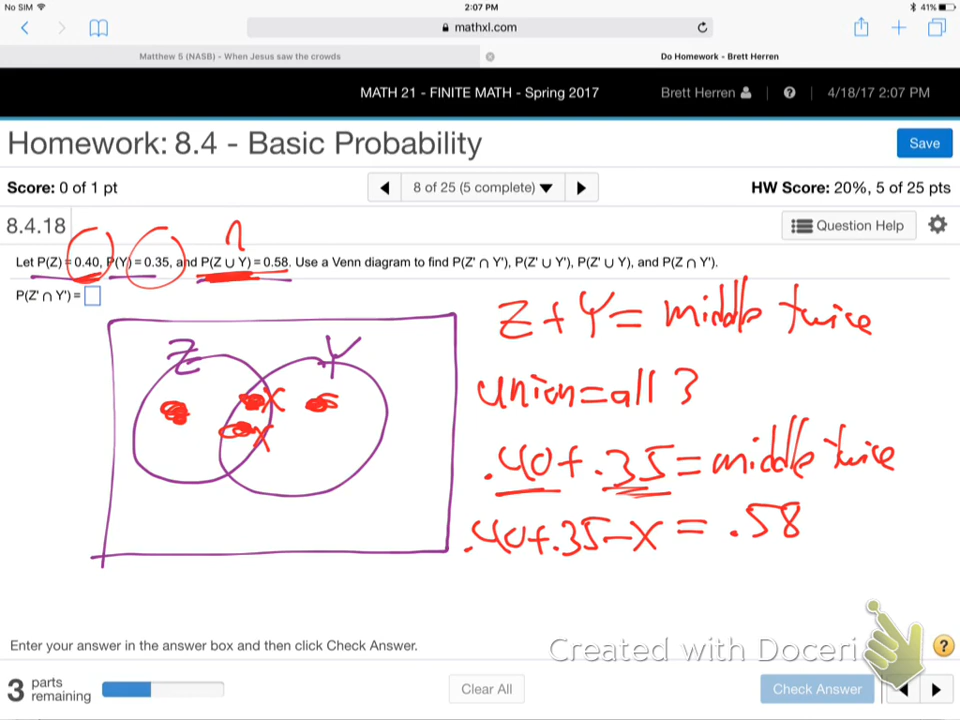 No SIM 2:07 PM 41%
mathxl.com
Matthew 5 (NASB) - When Jesus saw the crowds Do Homework - Brett Herren
MATH 21 - FINITE MATH - Spring 2017 Brett Herren ? 4/18/17 2:07 PM
Homework: 8.4 - Basic Probability Save
Score: 0 of 1 pt 8 of 25 (5 complete) HW Score: 20%, 5 of 25 pts
8.4.18 Question Help
Let P(Z) = 0.40, P(Y) = 0.35, and P(Z ∪ Y) = 0.58. Use a Venn diagram to find P(Z' ∩ Y'), P(Z' ∪ Y'), P(Z' ∪ Y), and P(Z ∩ Y').
P(Z' ∩ Y') =
Z + Y = middle twice
Z Y
union = all 3
X
X
.40 + .35 = middle twice
.40 + .35 - X = .58
Enter your answer in the answer box and then click Check Answer.
Created with Doceri
?
3 parts remaining Clear All Check Answer